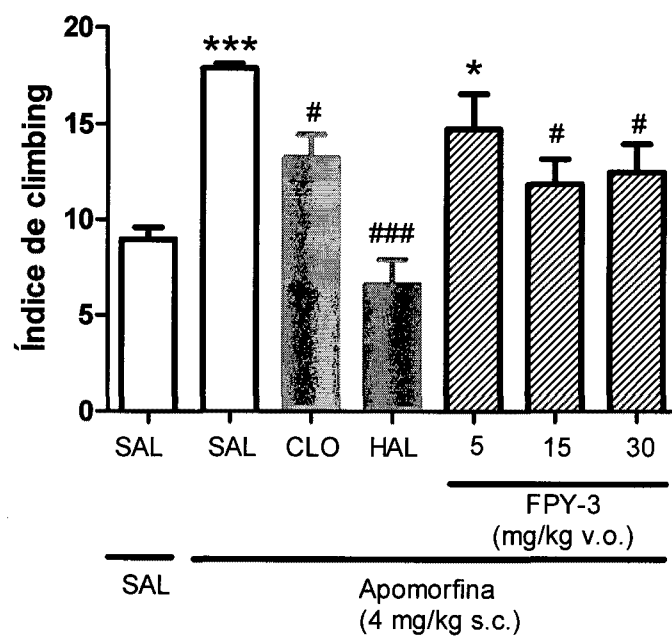 Índice de climbing
20
15
10
5
0
***
#
###
*
#
#
SAL SAL CLO HAL 5 15 30
FPY-3
(mg/kg v.o.)
SAL
Apomorfina
(4 mg/kg s.c.)